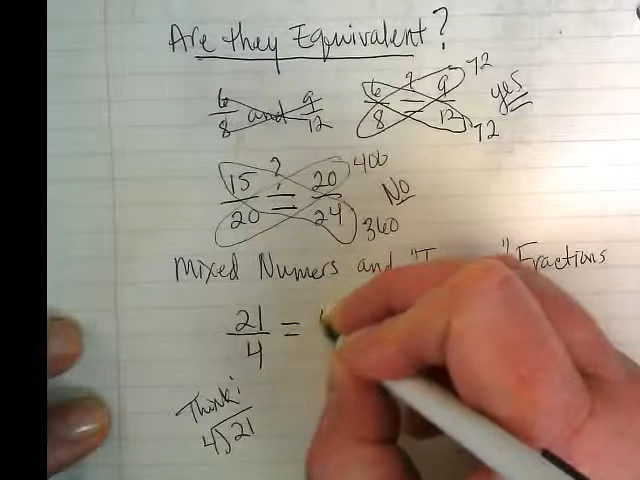 Are they Equivalent?
6/8 and 9/12 6/8 ?= 9/12 72 72 yes
15/20 ?= 20/24 400 360 No
Mixed Numers and " " Fractions
21/4 =
Think!
4)21